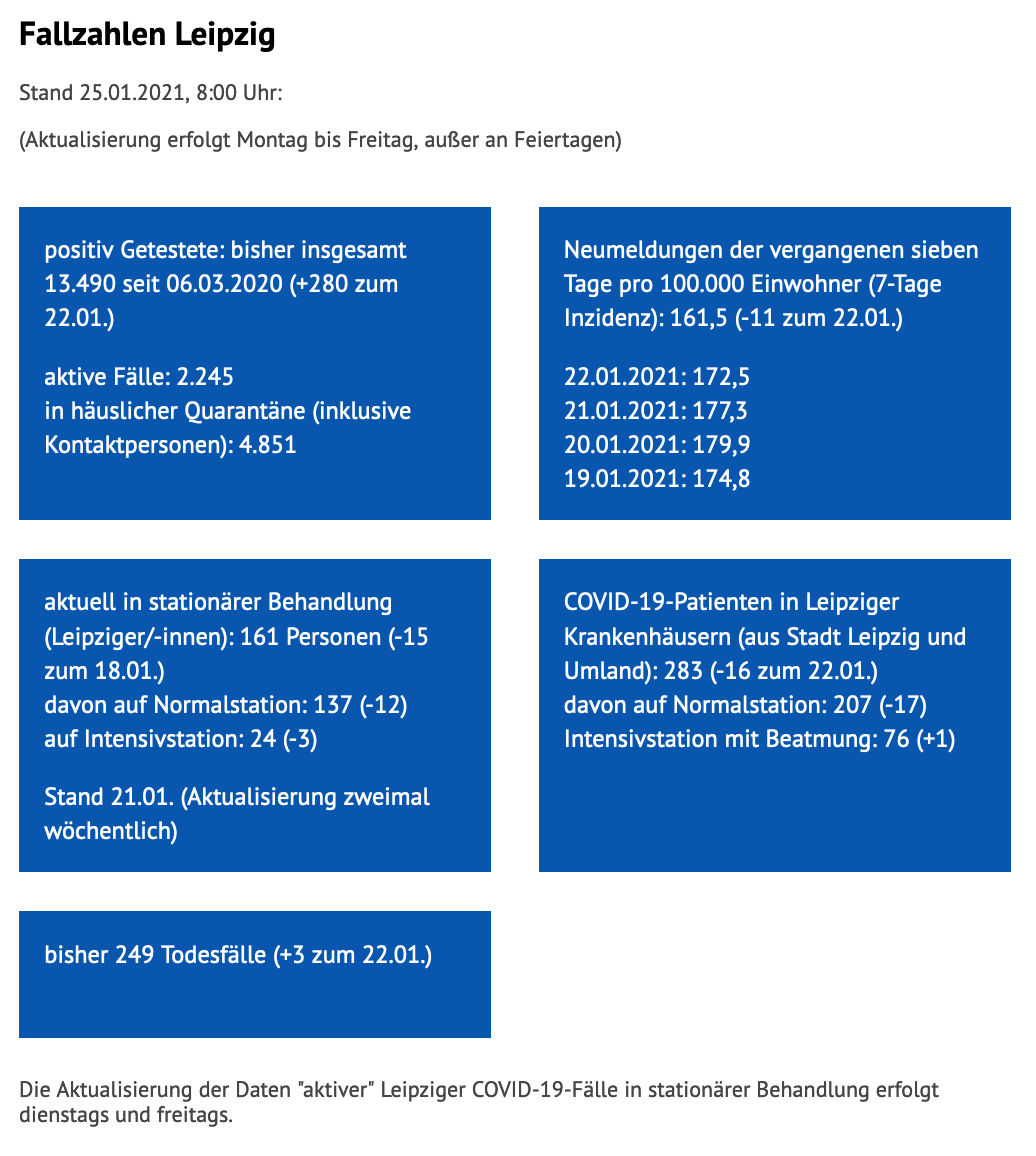 Fallzahlen Leipzig
Stand 25.01.2021, 8:00 Uhr:
(Aktualisierung erfolgt Montag bis Freitag, außer an Feiertagen)
positiv Getestete: bisher insgesamt
13.490 seit 06.03.2020 (+280 zum
22.01.)
aktive Fälle: 2.245
in häuslicher Quarantäne (inklusive
Kontaktpersonen): 4.851
Neumeldungen der vergangenen sieben
Tage pro 100.000 Einwohner (7-Tage
Inzidenz): 161,5 (-11 zum 22.01.)
22.01.2021: 172,5
21.01.2021: 177,3
20.01.2021: 179,9
19.01.2021: 174,8
aktuell in stationärer Behandlung
(Leipziger/-innen): 161 Personen (-15
zum 18.01.)
davon auf Normalstation: 137 (-12)
auf Intensivstation: 24 (-3)
Stand 21.01. (Aktualisierung zweimal
wöchentlich)
COVID-19-Patienten in Leipziger
Krankenhäusern (aus Stadt Leipzig und
Umland): 283 (-16 zum 22.01.)
davon auf Normalstation: 207 (-17)
Intensivstation mit Beatmung: 76 (+1)
bisher 249 Todesfälle (+3 zum 22.01.)
Die Aktualisierung der Daten "aktiver" Leipziger COVID-19-Fälle in stationärer Behandlung erfolgt
dienstags und freitags.